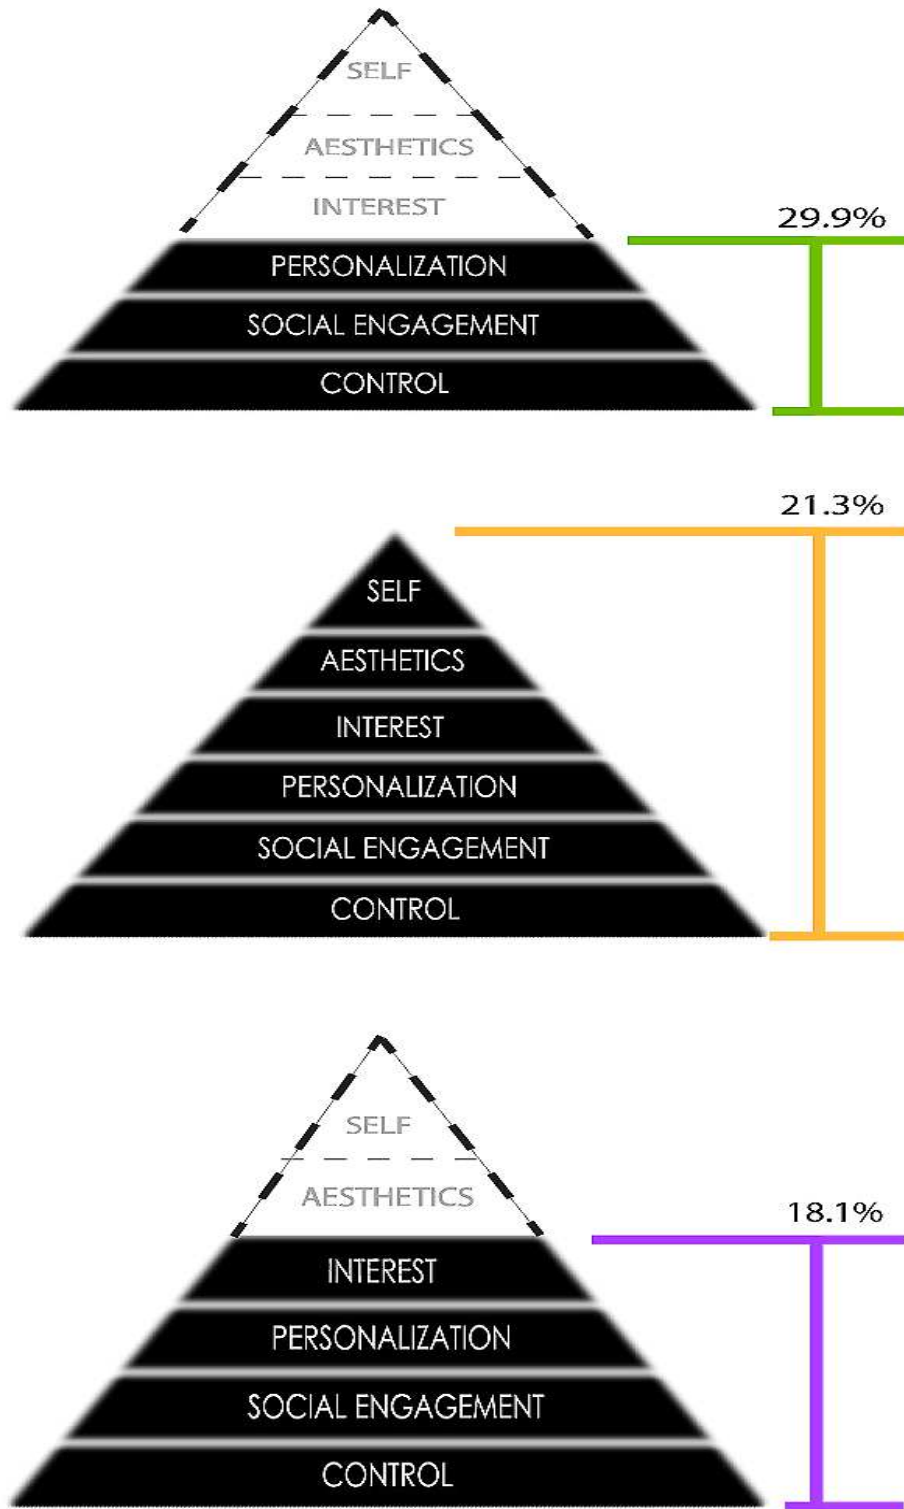 SELF
AESTHETICS
INTEREST
29.9%
PERSONALIZATION
SOCIAL ENGAGEMENT
CONTROL
21.3%
SELF
AESTHETICS
INTEREST
PERSONALIZATION
SOCIAL ENGAGEMENT
CONTROL
SELF
AESTHETICS
18.1%
INTEREST
PERSONALIZATION
SOCIAL ENGAGEMENT
CONTROL